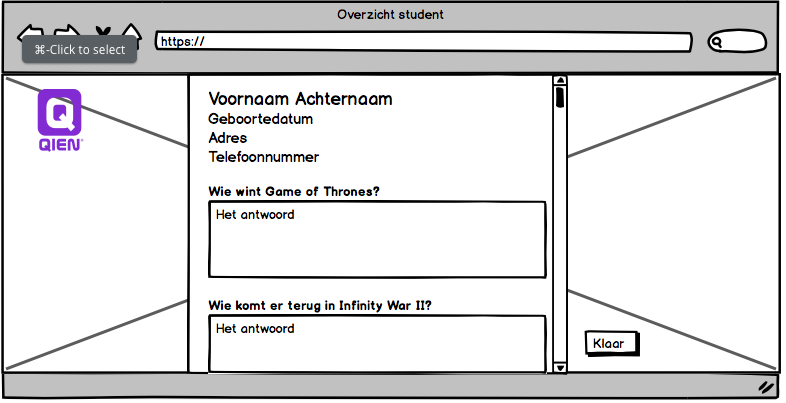 Overzicht student
⌘-Click to select
https://
QIEN
Voornaam Achternaam
Geboortedatum
Adres
Telefoonnummer
Wie wint Game of Thrones?
Het antwoord
Wie komt er terug in Infinity War II?
Het antwoord
Klaar